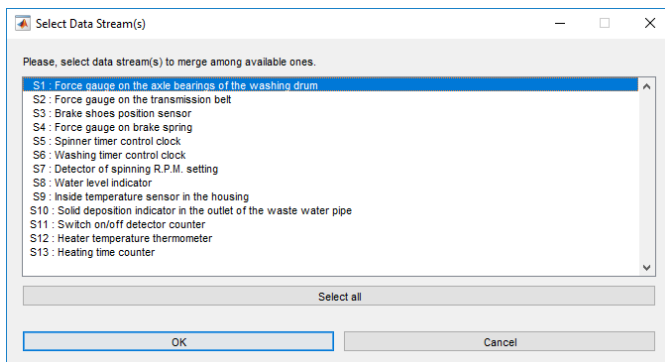 Select Data Stream(s)
Please, select data stream(s) to merge among available ones.
S1 : Force gauge on the axle bearings of the washing drum
S2 : Force gauge on the transmission belt
S3 : Brake shoes position sensor
S4 : Force gauge on brake spring
S5 : Spinner timer control clock
S6 : Washing timer control clock
S7 : Detector of spinning R.P.M. setting
S8 : Water level indicator
S9 : Inside temperature sensor in the housing
S10 : Solid deposition indicator in the outlet of the waste water pipe
S11 : Switch on/off detector counter
S12 : Heater temperature thermometer
S13 : Heating time counter
Select all
OK Cancel